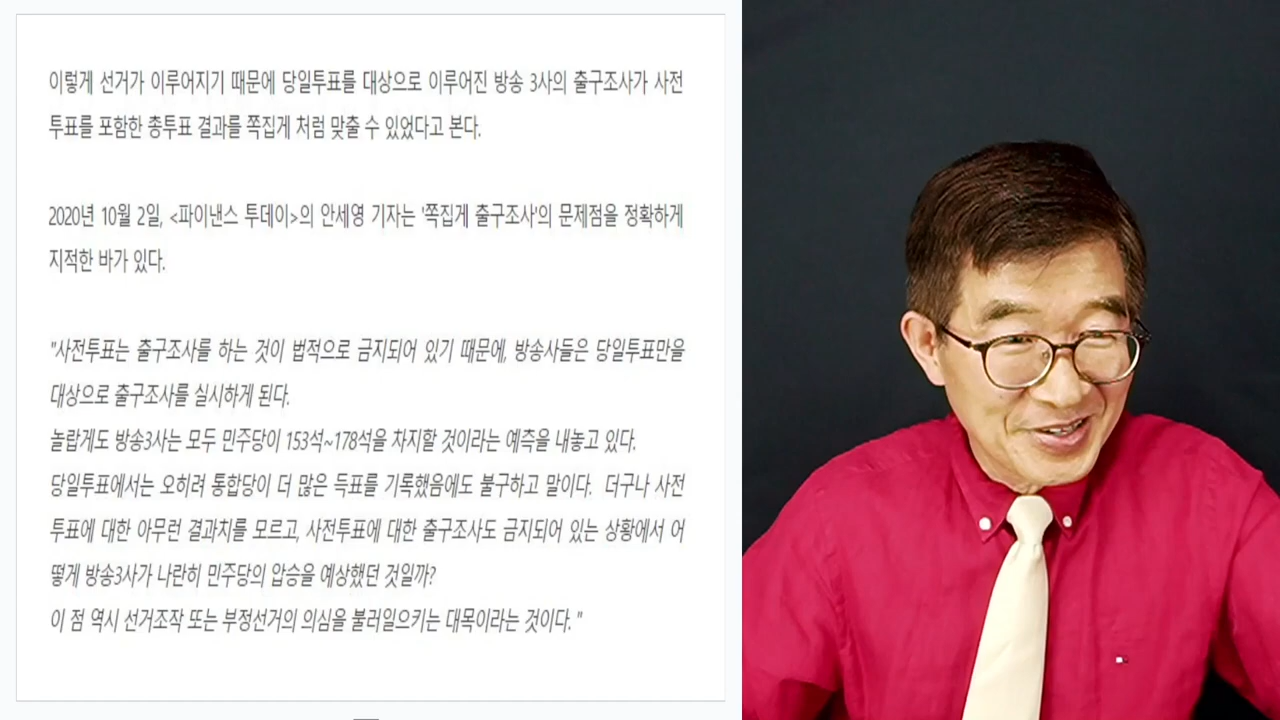 이렇게 선거가 이루어지기 때문에 당일투표를 대상으로 이루어진 방송 3사의 출구조사가 사전
투표를 포함한 총투표 결과를 쪽집게 처럼 맞출 수 있었다고 본다.
2020년 10월 2일, <파이낸스 투데이>의 안세영 기자는 '쪽집게 출구조사'의 문제점을 정확하게
지적한 바가 있다.
"사전투표는 출구조사를 하는 것이 법적으로 금지되어 있기 때문에, 방송사들은 당일투표만을
대상으로 출구조사를 실시하게 된다.
놀랍게도 방송3사는 모두 민주당이 153석~178석을 차지할 것이라는 예측을 내놓고 있다.
당일투표에서는 오히려 통합당이 더 많은 득표를 기록했음에도 불구하고 말이다. 더구나 사전
투표에 대한 아무런 결과치를 모르고, 사전투표에 대한 출구조사도 금지되어 있는 상황에서 어
떻게 방송3사가 나란히 민주당의 압승을 예상했던 것일까?
이 점 역시 선거조작 또는 부정선거의 의심을 불러일으키는 대목이라는 것이다. "